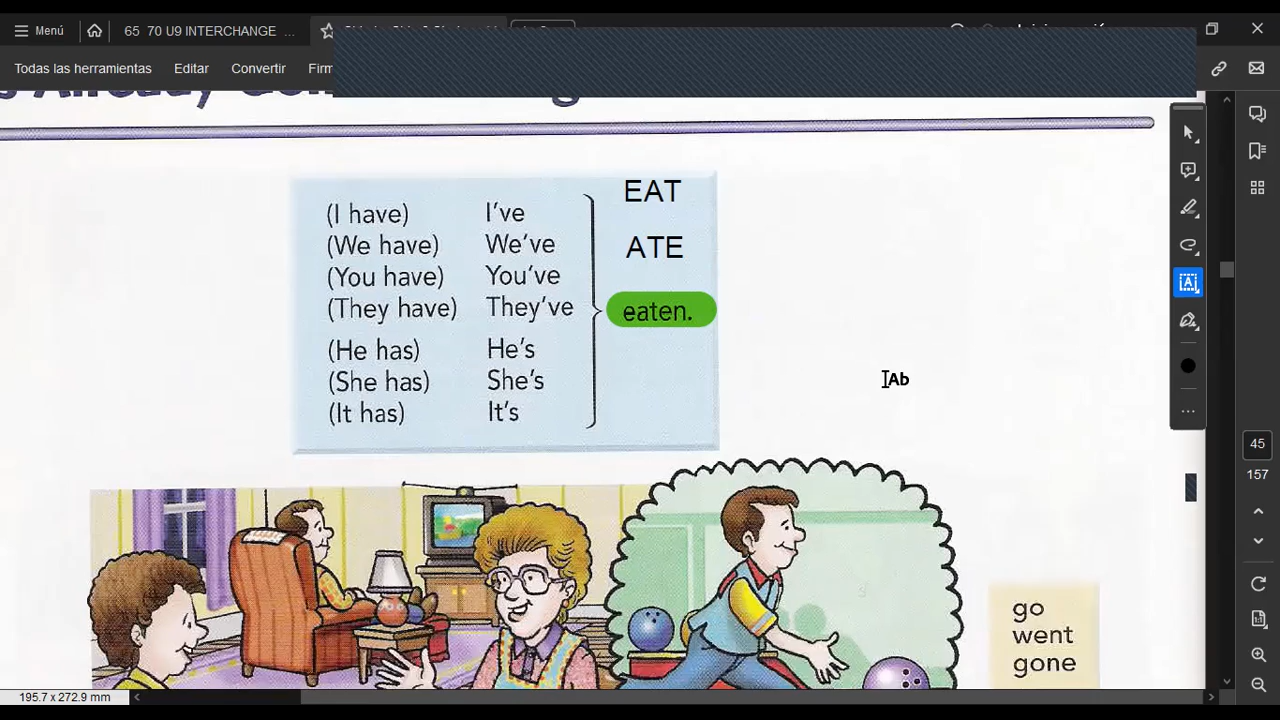 Menú
65 70 U9 INTERCHANGE ...
Todas las herramientas
Editar
Convertir
Already
(I have) I've
(We have) We've
(You have) You've
(They have) They've
(He has) He's
(She has) She's
(It has) It's
EAT
ATE
eaten.
Ab
45
157
go
went
gone
195.7 x 272.9 mm